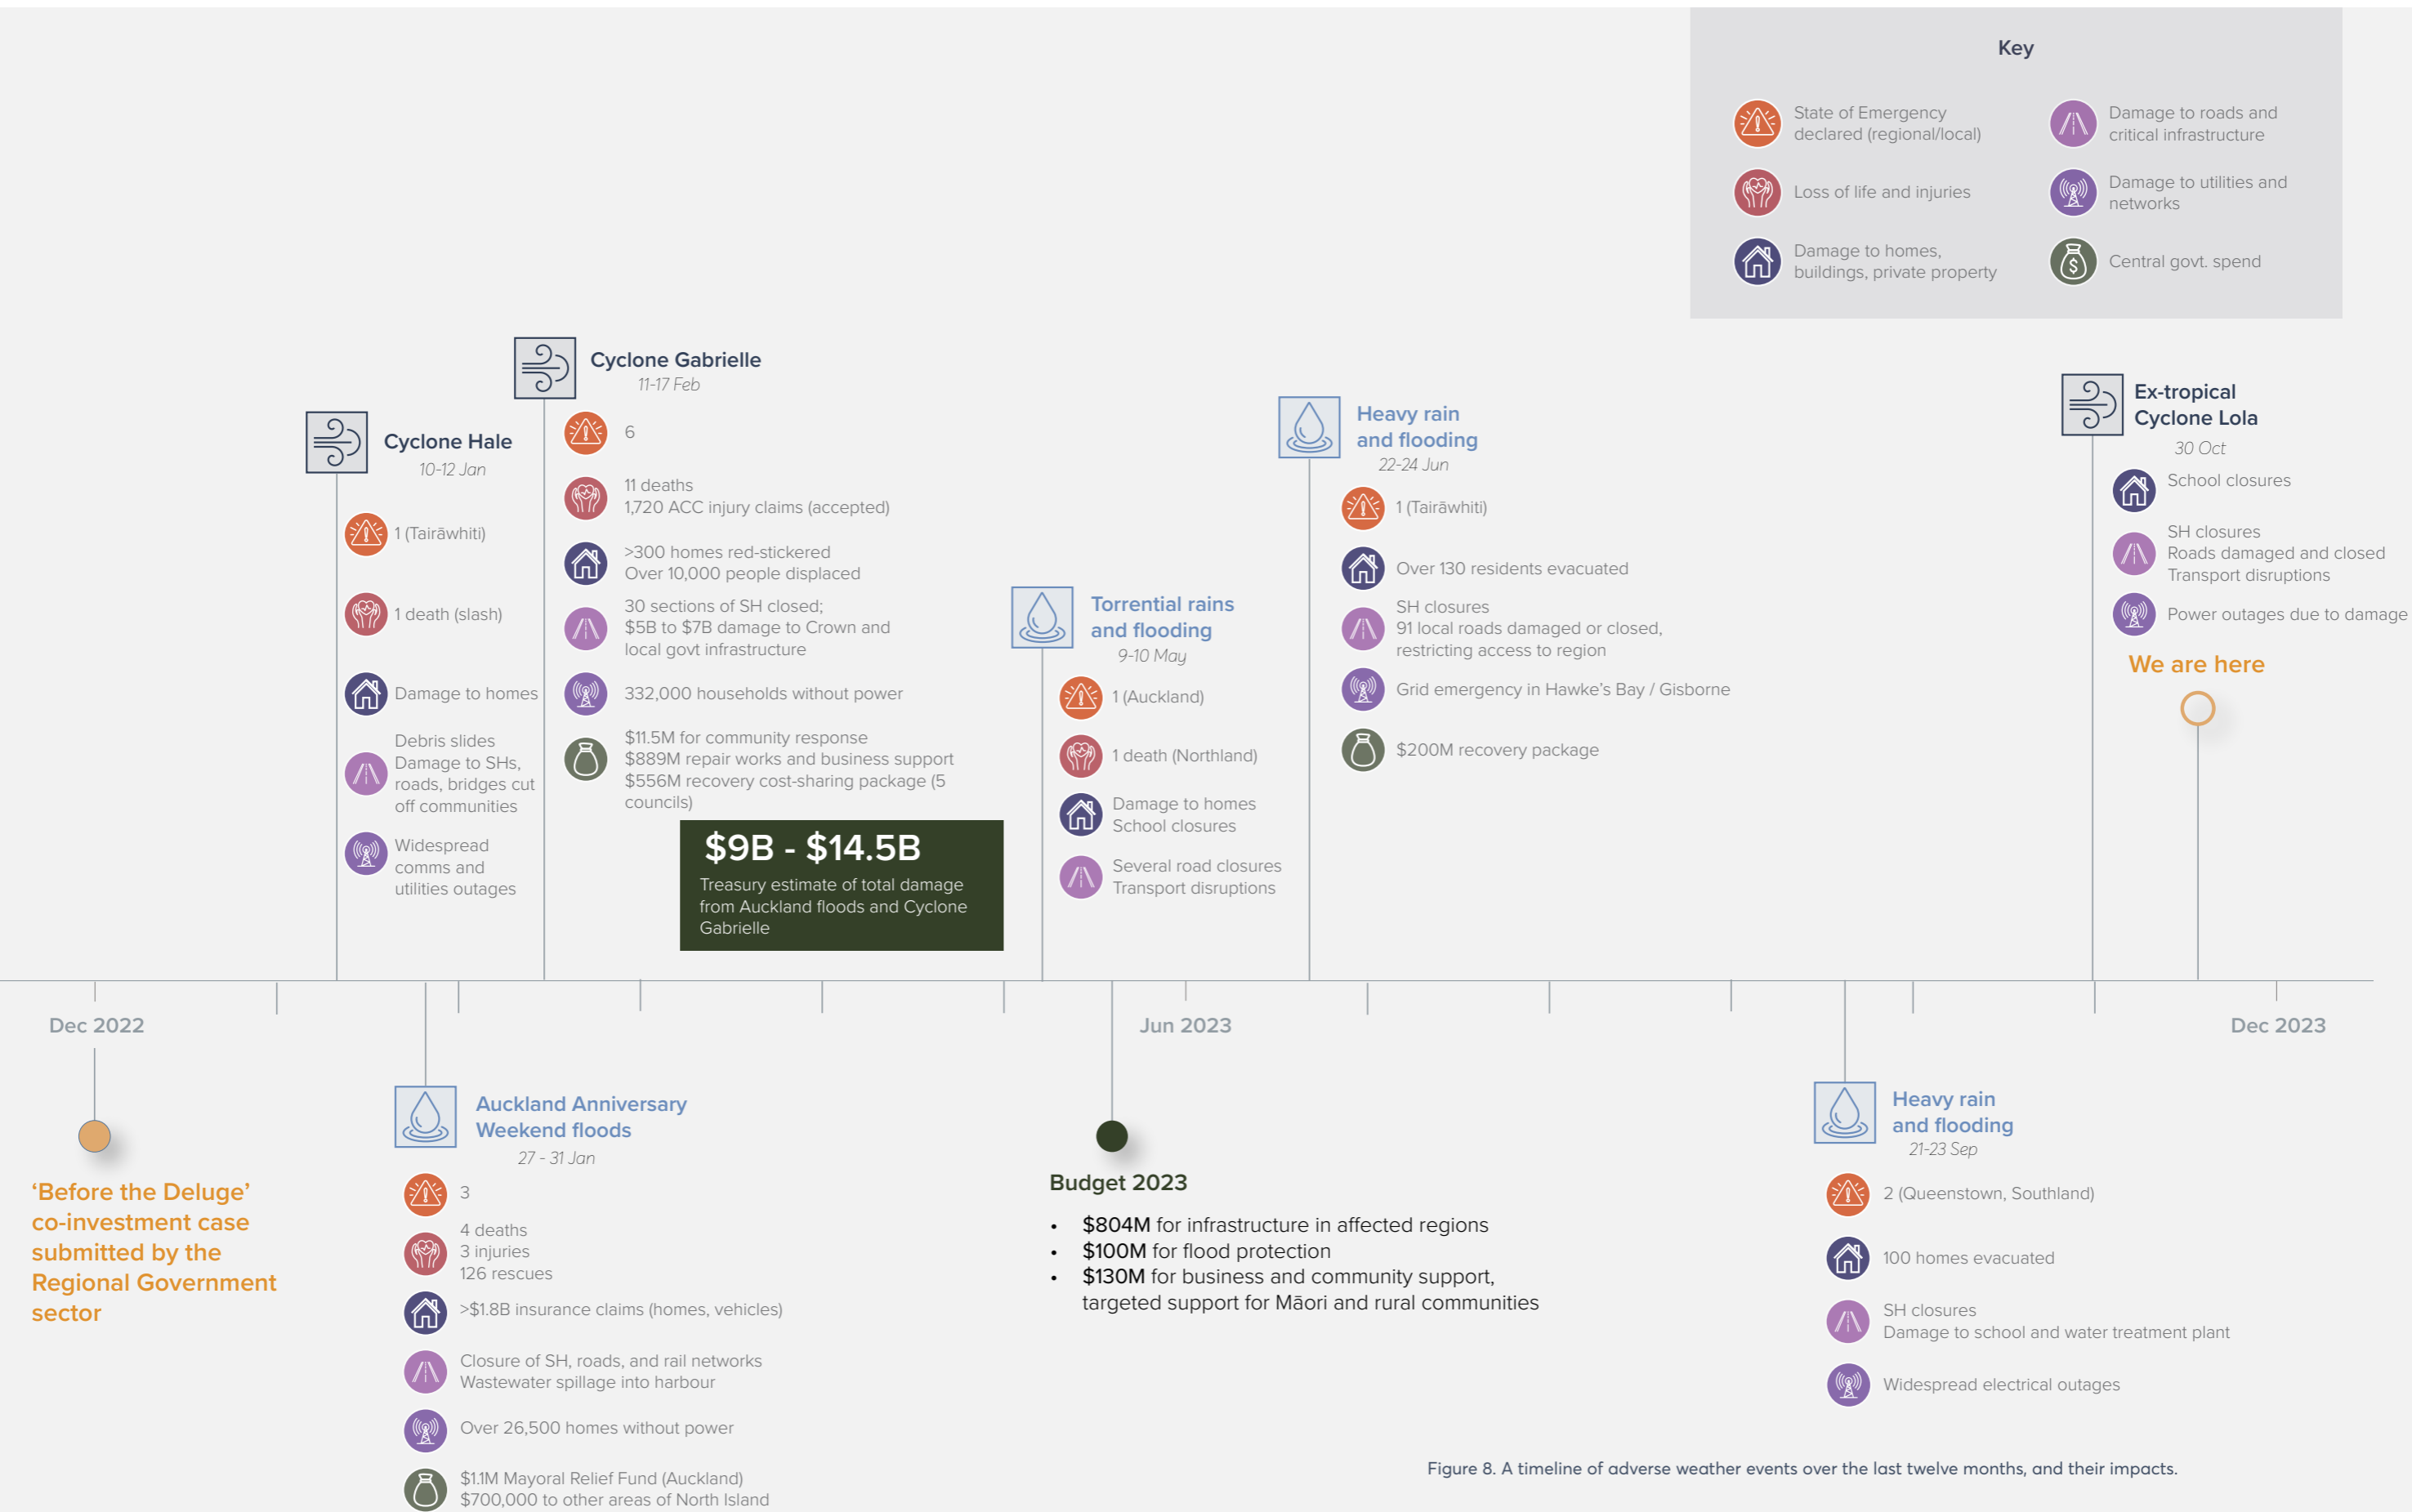 Key
State of Emergency
declared (regional/local)
Loss of life and injuries
Damage to homes,
buildings, private property
Damage to roads and
critical infrastructure
Damage to utilities and
networks
Central govt. spend
Cyclone Hale
10-12 Jan
1 (Tairāwhiti)
1 death (slash)
Damage to homes
Debris slides
Damage to SHs,
roads, bridges cut
off communities
Widespread
comms and
utilities outages
Cyclone Gabrielle
11-17 Feb
6
11 deaths
1,720 ACC injury claims (accepted)
>300 homes red-stickered
Over 10,000 people displaced
30 sections of SH closed;
$5B to $7B damage to Crown and
local govt infrastructure
332,000 households without power
$11.5M for community response
$889M repair works and business support
$556M recovery cost-sharing package (5
councils)
$9B - $14.5B
Treasury estimate of total damage
from Auckland floods and Cyclone
Gabrielle
Torrential rains
and flooding
9-10 May
1 (Auckland)
1 death (Northland)
Damage to homes
School closures
Several road closures
Transport disruptions
Heavy rain
and flooding
22-24 Jun
1 (Tairāwhiti)
Over 130 residents evacuated
SH closures
91 local roads damaged or closed,
restricting access to region
Grid emergency in Hawke's Bay / Gisborne
$200M recovery package
Ex-tropical
Cyclone Lola
30 Oct
School closures
SH closures
Roads damaged and closed
Transport disruptions
Power outages due to damage
We are here
Dec 2022
Jun 2023
Dec 2023
‘Before the Deluge’
co-investment case
submitted by the
Regional Government
sector
Auckland Anniversary
Weekend floods
27 - 31 Jan
3
4 deaths
3 injuries
126 rescues
>$1.8B insurance claims (homes, vehicles)
Closure of SH, roads, and rail networks
Wastewater spillage into harbour
Over 26,500 homes without power
$1.1M Mayoral Relief Fund (Auckland)
$700,000 to other areas of North Island
Budget 2023
• $804M for infrastructure in affected regions
• $100M for flood protection
• $130M for business and community support,
targeted support for Māori and rural communities
Heavy rain
and flooding
21-23 Sep
2 (Queenstown, Southland)
100 homes evacuated
SH closures
Damage to school and water treatment plant
Widespread electrical outages
Figure 8. A timeline of adverse weather events over the last twelve months, and their impacts.